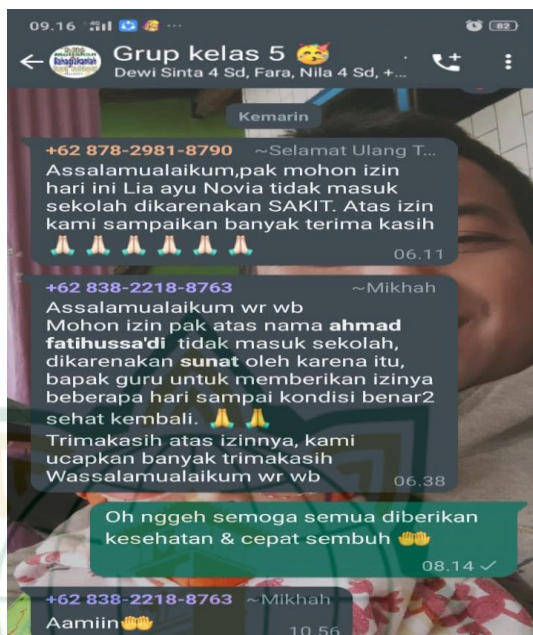 09.16
82
Grup kelas 5
Dewi Sinta 4 Sd, Fara, Nila 4 Sd, +...
Kemarin
+62 878-2981-8790 ~Selamat Ulang T...
Assalamualaikum,pak mohon izin
hari ini Lia ayu Novia tidak masuk
sekolah dikarenakan SAKIT. Atas izin
kami sampaikan banyak terima kasih
🙏🏻 🙏🏻 🙏🏻 🙏🏻 🙏🏻 🙏🏻
06.11
+62 838-2218-8763 ~Mikhah
Assalamualaikum wr wb
Mohon izin pak atas nama ahmad
fatihussa'di tidak masuk sekolah,
dikarenakan sunat oleh karena itu,
bapak guru untuk memberikan izinya
beberapa hari sampai kondisi benar2
sehat kembali. 🙏 🙏
Trimakasih atas izinnya, kami
ucapkan banyak trimakasih
Wassalamualaikum wr wb
06.38
Oh nggeh semoga semua diberikan
kesehatan & cepat sembuh 🤲
08.14
+62 838-2218-8763 ~Mikhah
Aamiin🤲
10.56